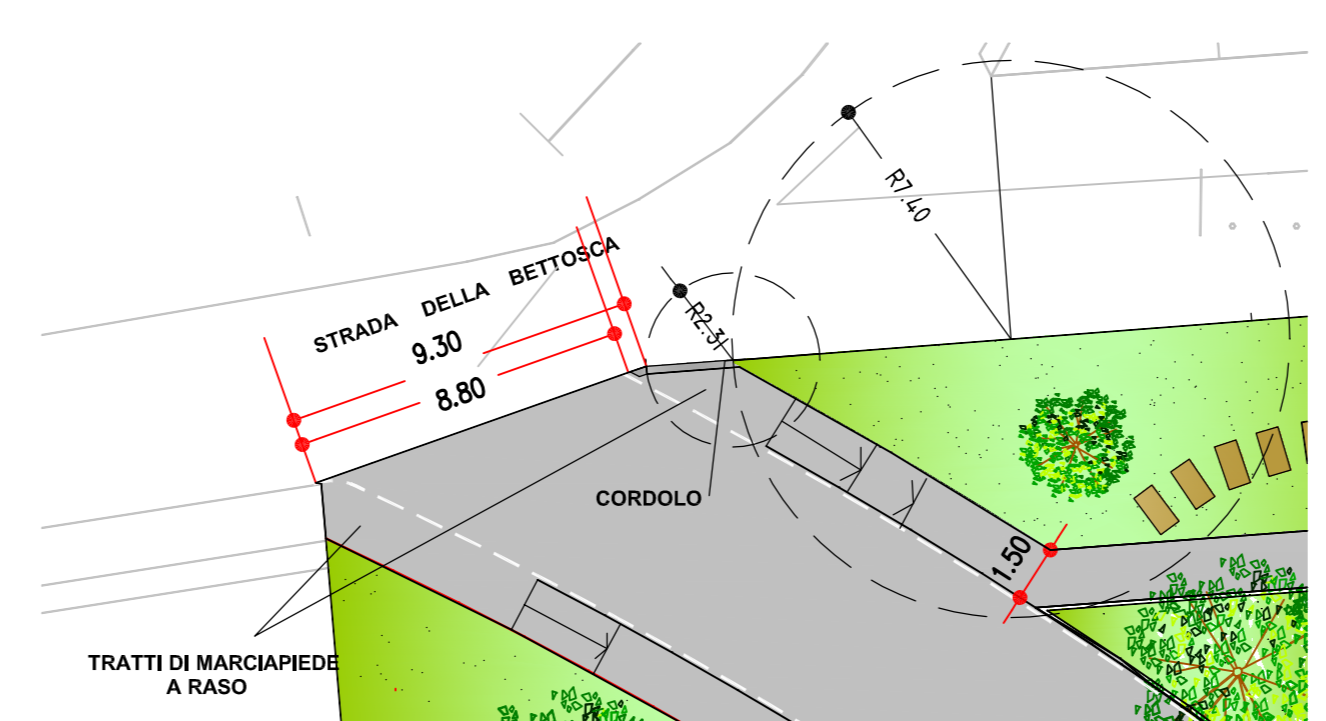 R7.40
STRADA DELLA BETTOSCA
R2.31
9.30
8.80
CORDOLO
1.50
TRATTI DI MARCIAPIEDE
A RASO